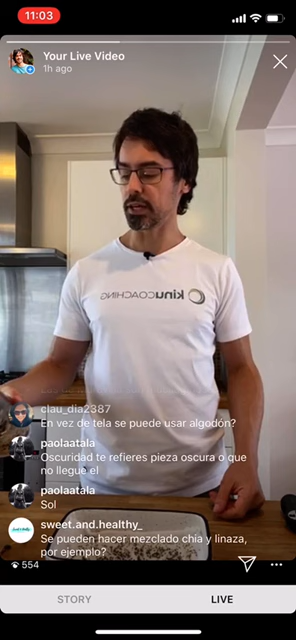 11:03
Your Live Video
1h ago
kinuCOACHING
clau_dia2387
En vez de tela se puede usar algodón?
paolaatala
Oscuridad te refieres pieza oscura o que
no llegue el
paolaatala
Sol
sweet.and.healthy_
Se pueden hacer mezclado chía y linaza,
por ejemplo?
554
STORY
LIVE